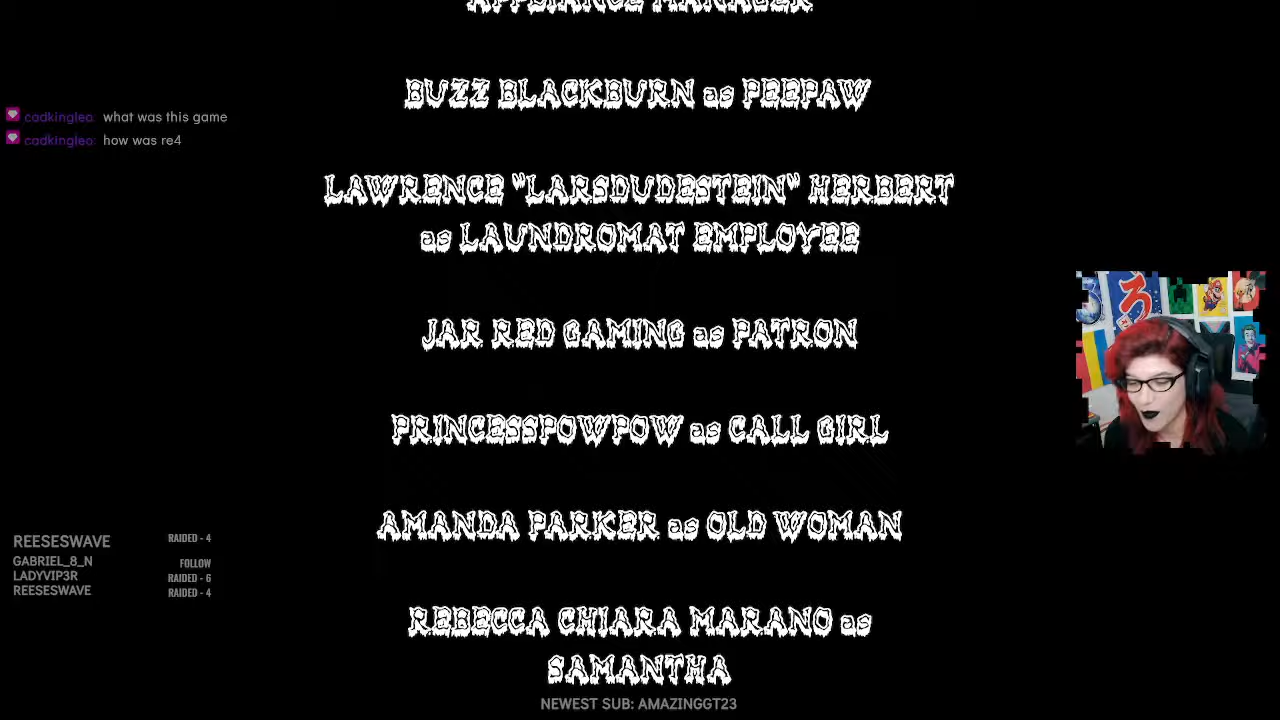 APPLIANCE MANAGER
BUZZ BLACKBURN as PEEPAW
cadkingleo: what was this game
cadkingleo: how was re4
LAWRENCE "LARSDUDESTEIN" HERBERT
as LAUNDROMAT EMPLOYEE
JAR RED GAMING as PATRON
PRINCESSPOWPOW as CALL GIRL
AMANDA PARKER as OLD WOMAN
REESESWAVE RAIDED - 4
GABRIEL_8_N FOLLOW
LADYVIP3R RAIDED - 6
REESESWAVE RAIDED - 4
REBECCA CHIARA MARANO as
SAMANTHA
NEWEST SUB: AMAZINGGT23